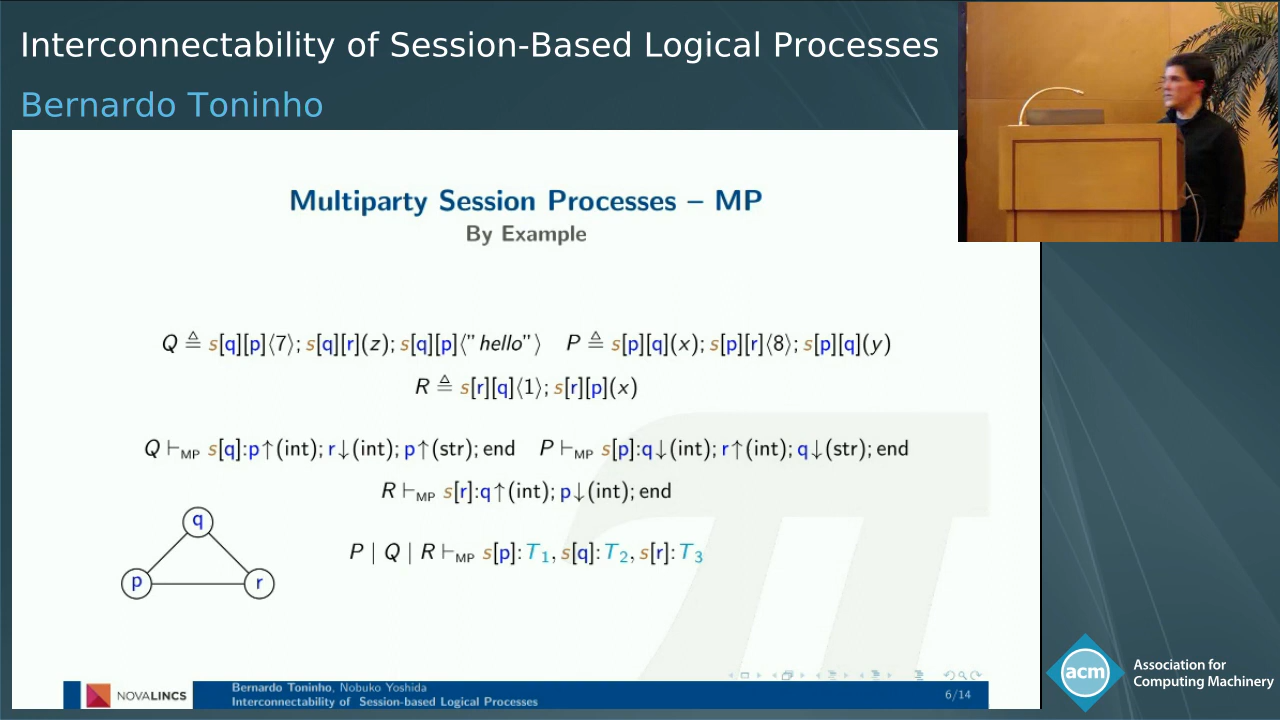 Interconnectability of Session-Based Logical Processes
Bernardo Toninho
Multiparty Session Processes – MP
By Example
Q ≜ s[q][p]⟨7⟩; s[q][r](z); s[q][p]⟨"hello"⟩ P ≜ s[p][q](x); s[p][r]⟨8⟩; s[p][q](y)
R ≜ s[r][q]⟨1⟩; s[r][p](x)
Q ⊢MP s[q]:p↑(int); r↓(int); p↑(str); end P ⊢MP s[p]:q↓(int); r↑(int); q↓(str); end
R ⊢MP s[r]:q↑(int); p↓(int); end
q
P | Q | R ⊢MP s[p]:T1, s[q]:T2, s[r]:T3
p r
π
NOVALINCS
Bernardo Toninho, Nobuko Yoshida
Interconnectability of Session-based Logical Processes
6/14
acm
Association for
Computing Machinery